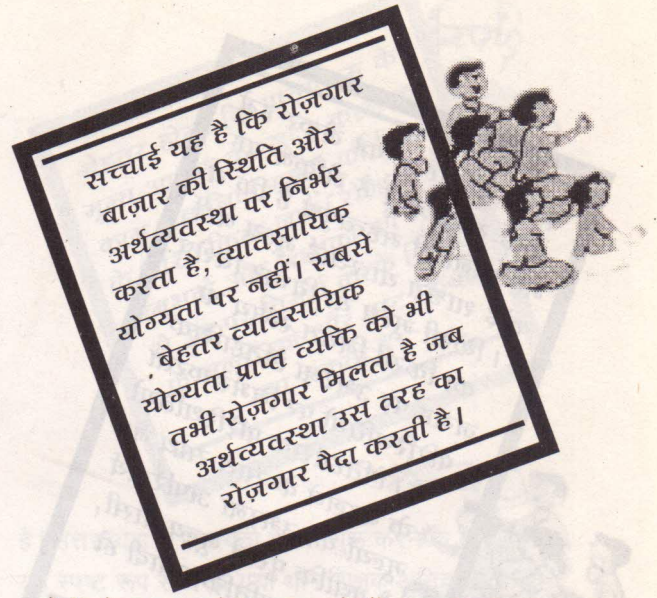 सच्चाई यह है कि रोज़गार
बाज़ार की स्थिति और
अर्थव्यवस्था पर निर्भर
करता है, व्यावसायिक
योग्यता पर नहीं। सबसे
बेहतर व्यावसायिक
योग्यता प्राप्त व्यक्ति को भी
तभी रोज़गार मिलता है जब
अर्थव्यवस्था उस तरह का
रोज़गार पैदा करती है।